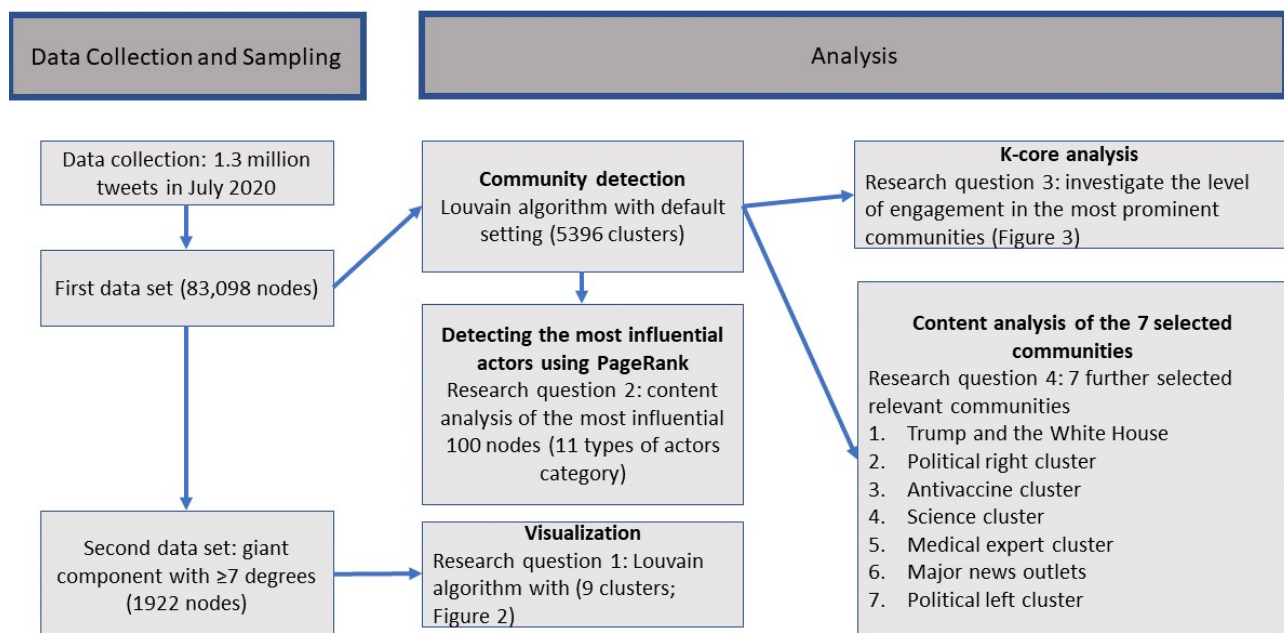 Data Collection and Sampling
Analysis
Data collection: 1.3 million
tweets in July 2020
First data set (83,098 nodes)
Second data set: giant
component with ≥7 degrees
(1922 nodes)
Community detection
Louvain algorithm with default
setting (5396 clusters)
Detecting the most influential
actors using PageRank
Research question 2: content
analysis of the most influential
100 nodes (11 types of actors
category)
Visualization
Research question 1: Louvain
algorithm with (9 clusters;
Figure 2)
K-core analysis
Research question 3: investigate the level
of engagement in the most prominent
communities (Figure 3)
Content analysis of the 7 selected
communities
Research question 4: 7 further selected
relevant communities
1. Trump and the White House
2. Political right cluster
3. Antivaccine cluster
4. Science cluster
5. Medical expert cluster
6. Major news outlets
7. Political left cluster